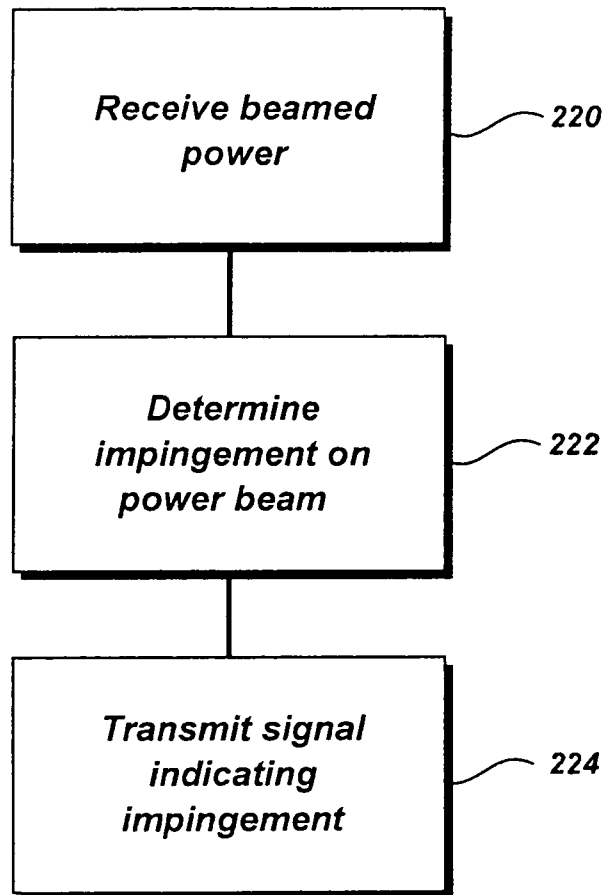 Receive beamed
power
220
Determine
impingement on
power beam
222
Transmit signal
indicating
impingement
224